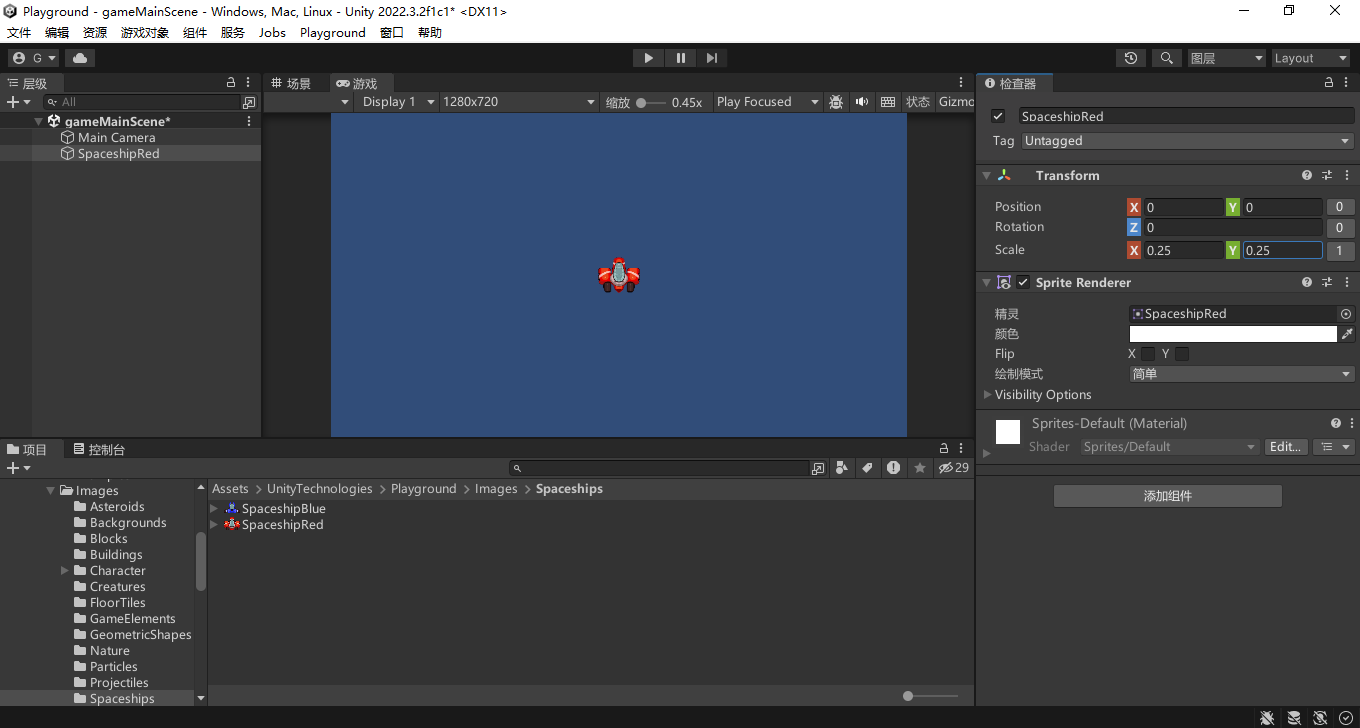 Playground - gameMainScene - Windows, Mac, Linux - Unity 2022.3.2f1c1* <DX11>
文件 编辑 资源 游戏对象 组件 服务 Jobs Playground 窗口 帮助
G 图层 Layout
层级
All
gameMainScene*
Main Camera
SpaceshipRed
场景 游戏
Display 1 1280x720 缩放 0.45x Play Focused 状态 Gizmo
检查器
SpaceshipRed
Tag Untagged
Transform
Position X 0 Y 0 0
Rotation Z 0 0
Scale X 0.25 Y 0.25 1
Sprite Renderer
精灵 SpaceshipRed
颜色
Flip X Y
绘制模式 简单
Visibility Options
Sprites-Default (Material)
Shader Sprites/Default Edit...
添加组件
项目 控制台
29
Images
Asteroids
Backgrounds
Blocks
Buildings
Character
Creatures
FloorTiles
GameElements
GeometricShapes
Nature
Particles
Projectiles
Spaceships
Assets > UnityTechnologies > Playground > Images > Spaceships
SpaceshipBlue
SpaceshipRed